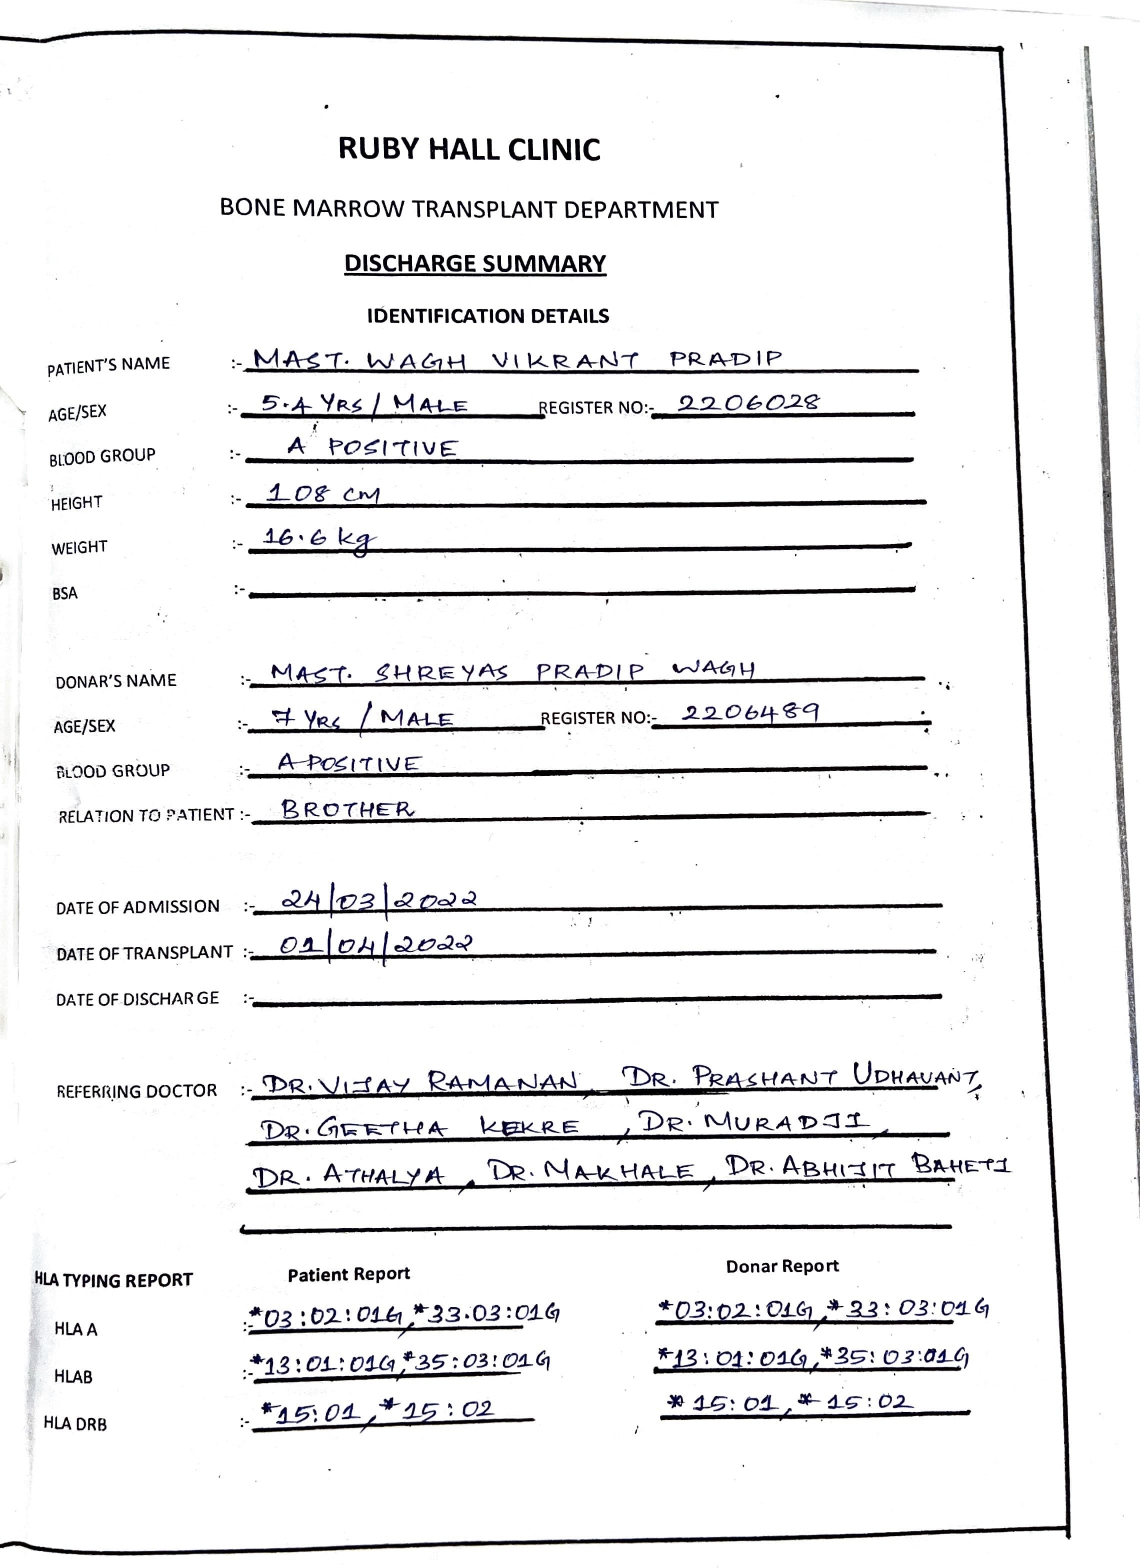 RUBY HALL CLINIC
BONE MARROW TRANSPLANT DEPARTMENT
DISCHARGE SUMMARY
IDENTIFICATION DETAILS
PATIENT'S NAME :- MAST. WAGH VIKRANT PRADIP
AGE/SEX :- 5.4 YRS / MALE REGISTER NO:- 2206028
BLOOD GROUP :- A POSITIVE
HEIGHT :- 108 CM
WEIGHT :- 16.6 kg
BSA :-
DONAR'S NAME :- MAST. SHREYAS PRADIP WAGH
AGE/SEX :- 7 YRS / MALE REGISTER NO:- 2206489
BLOOD GROUP :- A POSITIVE
RELATION TO PATIENT :- BROTHER
DATE OF ADMISSION :- 24/03/2022
DATE OF TRANSPLANT :- 01/04/2022
DATE OF DISCHARGE :-
REFERRING DOCTOR :- DR. VIJAY RAMANAN, DR. PRASHANT UDHAVANT,
DR. GEETHA KEKRE , DR. MURADJI,
DR. ATHALYA, DR. MAKHALE, DR. ABHIJIT BAHETI
HLA TYPING REPORT Patient Report Donar Report
HLA A :- *03:02:01G, *33.03:01G *03:02:01G, *33:03:01G
HLAB :- *13:01:01G, *35:03:01G *13:01:01G, *35:03:01G
HLA DRB :- *15:01, *15:02 *15:01, *15:02